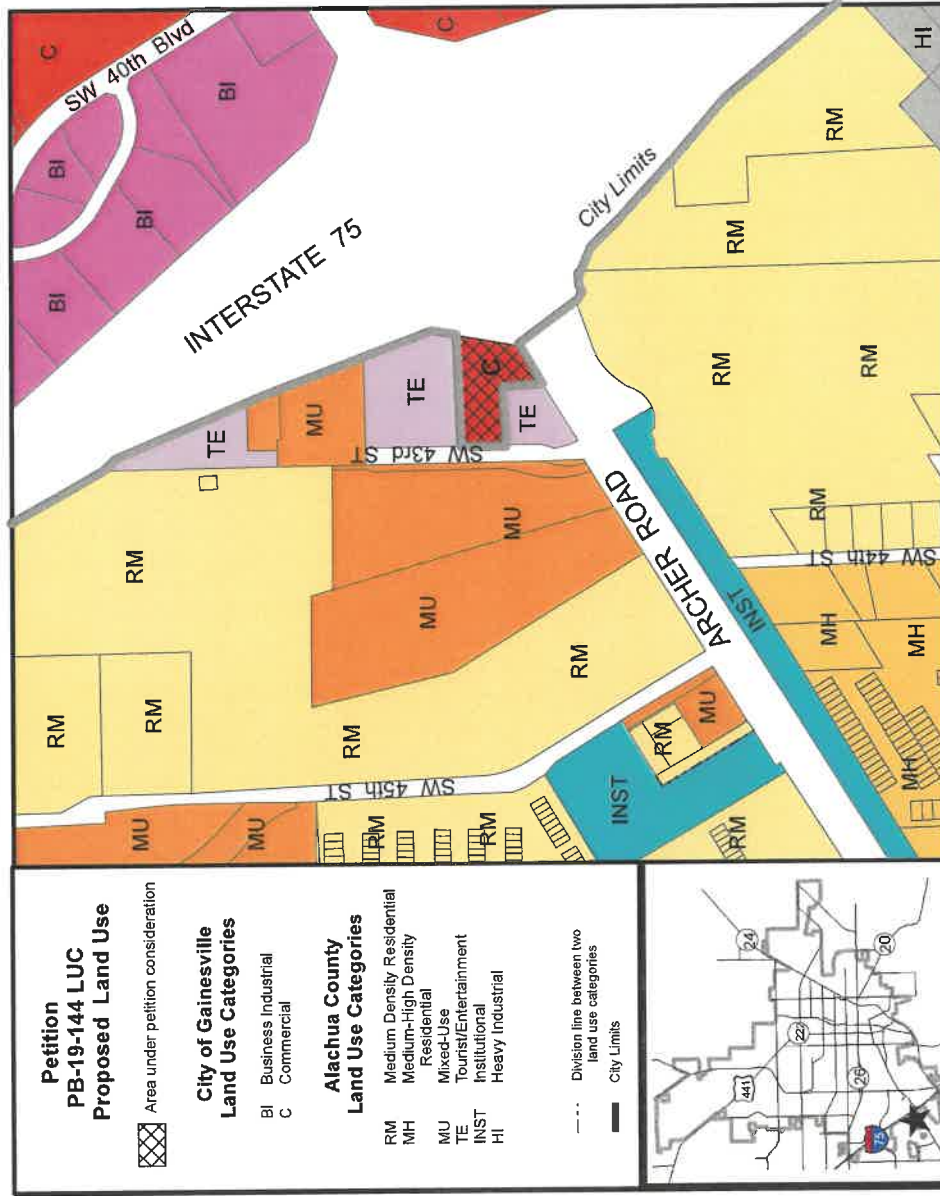 Petition
PB-19-144 LUC
Proposed Land Use
Area under petition consideration
City of Gainesville
Land Use Categories
BI Business Industrial
C Commercial
Alachua County
Land Use Categories
RM Medium Density Residential
MH Medium-High Density
Residential
MU Mixed-Use
TE Tourist/Entertainment
INST Institutional
HI Heavy Industrial
Division line between two
land use categories
City Limits
441
24
222
26
20
75
C
SW 40th Blvd
BI
BI
BI
BI
C
INTERSTATE 75
City Limits
HI
RM
RM
RM
RM
RM
TE
MU
TE
C
TE
SW 43rd ST
RM
MU
MU
ARCHER ROAD
INST
SW 44th ST
MH
MH
MH
RM
RM
RM
RM
SW 45th ST
MU
MU
RM
RM
INST
RM
MU
RM